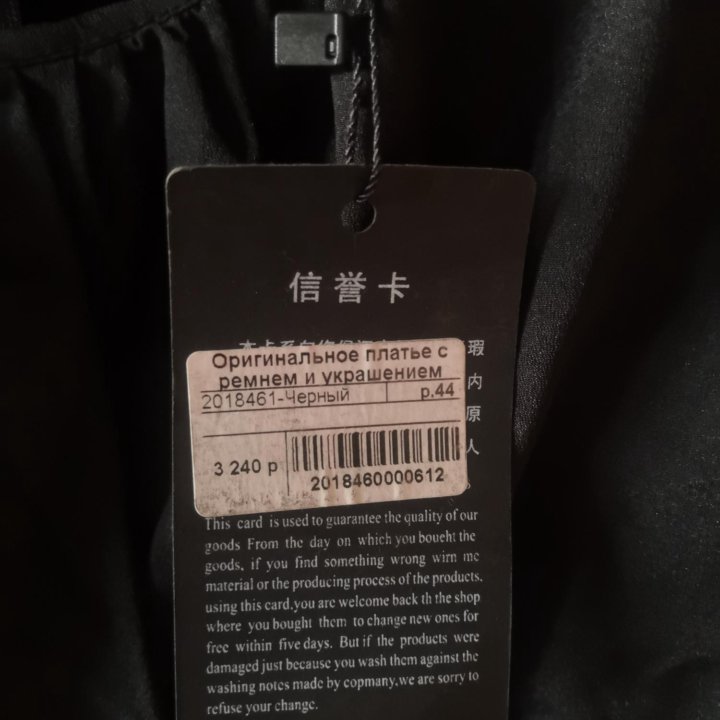 信誉卡
瑕
Оригинальное платье с
ремнем и украшением
内
2018461-Черный р.44
原
人
3 240 р
2018460000612
This card is used to guarantee the quality of our
goods From the day on which you boueht the
goods, if you find something wrong wirn me
material or the producing process of the products,
using this card,you are welcome back th the shop
where you bought them to change new ones for
free within five days. But if the products were
damaged just because you wash them against the
washing notes made by copmany,we are sorry to
refuse your change.